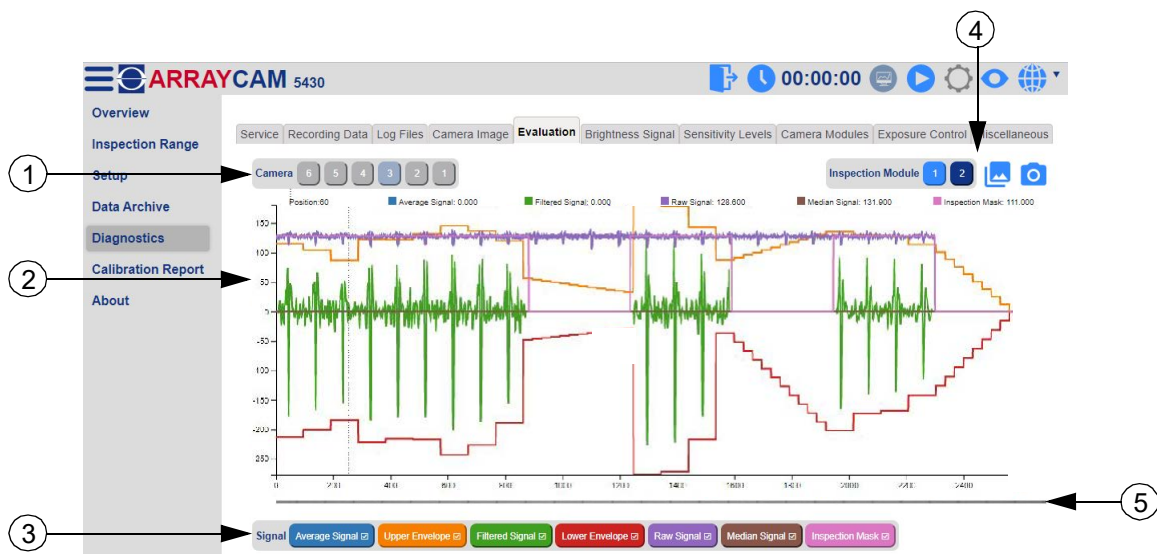 4
ARRAYCAM 5430
00:00:00
Overview
Inspection Range
Setup
Data Archive
Diagnostics
Calibration Report
About
Service Recording Data Log Files Camera Image Evaluation Brightness Signal Sensitivity Levels Camera Modules Exposure Control Miscellaneous
1
Camera 6 5 4 3 2 1
Inspection Module 1 2
Position:60 Average Signal: 0.000 Filtered Signal: 0.000 Raw Signal: 128.600 Median Signal: 131.900 Inspection Mask: 111.000
2
150
100
50
0
-50
-100
-150
-200
250
0 200 400 600 800 1000 1200 1400 1600 1800 2000 2200 2400
5
3
Signal Average Signal Upper Envelope Filtered Signal Lower Envelope Raw Signal Median Signal Inspection Mask